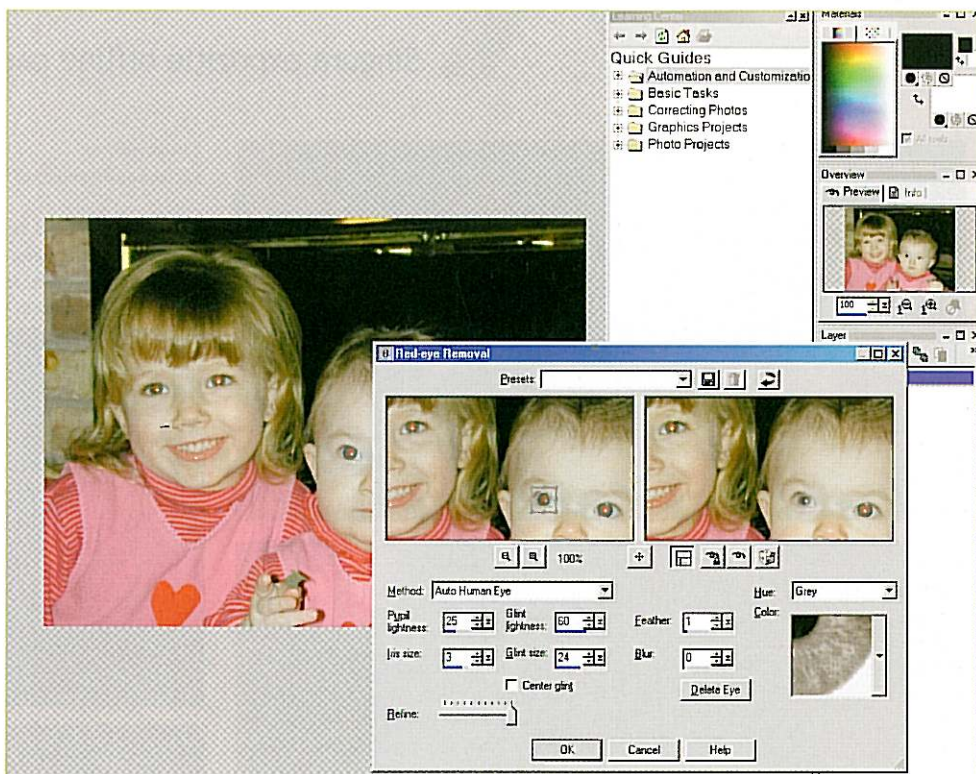 Learning Center
Quick Guides
Automation and Customizatio
Basic Tasks
Correcting Photos
Graphics Projects
Photo Projects
Materials
All tools
Overview
Preview
Info
100
Layer
Red-eye Removal
Presets:
100%
Method: Auto Human Eye
Hue: Grey
Pupil lightness: 25
Glint lightness: 60
Feather: 1
Color:
Iris size: 3
Glint size: 24
Blur: 0
Center glint
Delete Eye
Refine:
OK
Cancel
Help